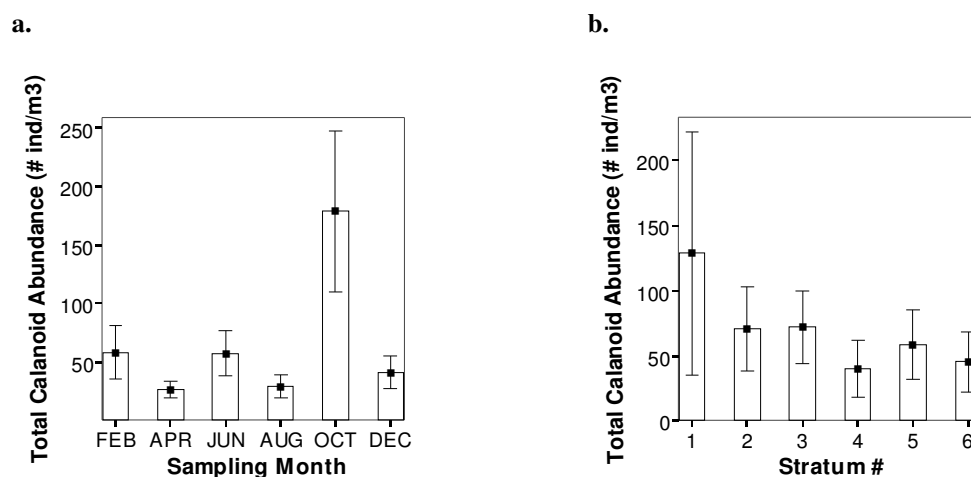 a.
Total Calanoid Abundance (# ind/m3)
250
200
150
100
50
FEB APR JUN AUG OCT DEC
Sampling Month
b.
Total Calanoid Abundance (# ind/m3)
200
150
100
50
0
1 2 3 4 5 6
Stratum #